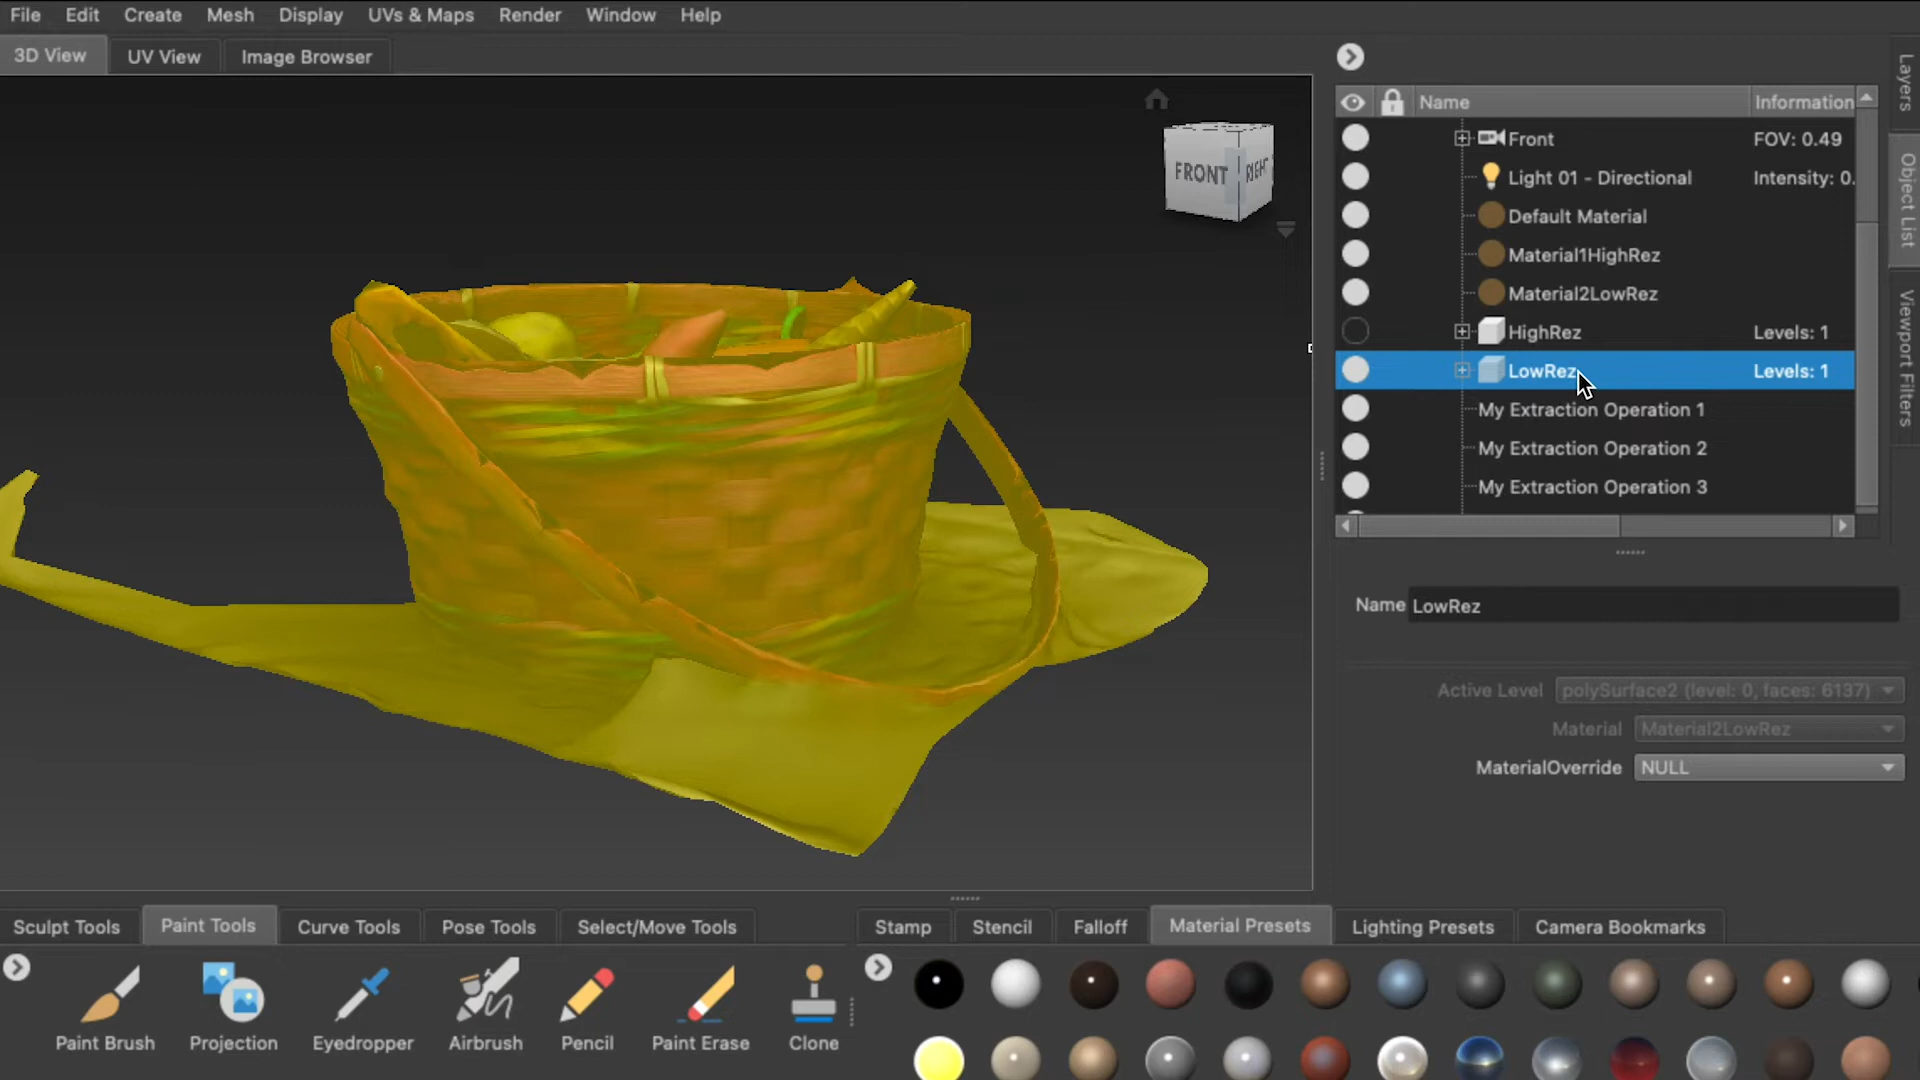 File Edit Create Mesh Display UVs & Maps Render Window Help
3D View UV View Image Browser
Name Information
Front FOV: 0.49
Light 01 - Directional Intensity: 0.
Default Material
Material1HighRez
Material2LowRez
HighRez Levels: 1
LowRez Levels: 1
My Extraction Operation 1
My Extraction Operation 2
My Extraction Operation 3
FRONT RIGHT
Layers
Object List
Viewport Filters
Name LowRez
Active Level polySurface2 (level: 0, faces: 6137)
Material Material2LowRez
MaterialOverride NULL
Sculpt Tools Paint Tools Curve Tools Pose Tools Select/Move Tools
Stamp Stencil Falloff Material Presets Lighting Presets Camera Bookmarks
Paint Brush Projection Eyedropper Airbrush Pencil Paint Erase Clone